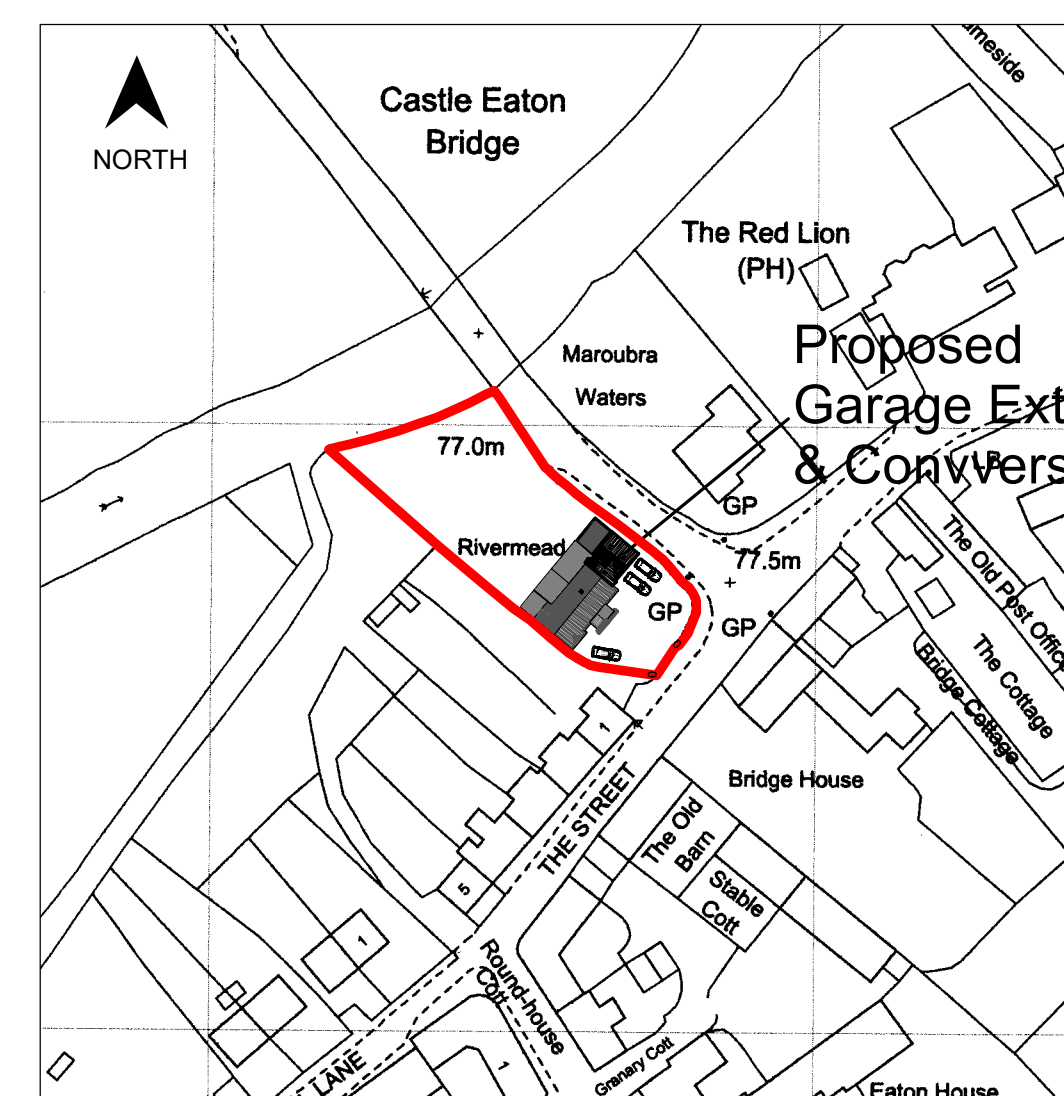 NORTH
Castle Eaton
Bridge
The Red Lion
(PH)
Maroubra
Waters
Proposed
Garage Ext
77.0m
GP
Rivermead
77.5m
GP
GP
The Old Post Offic
The Cottage
Bridge Cottage
1
Bridge House
THE STREET
The Old
Barn
Stable
Cott
5
1
Round-house
Cott
LANE
1
Granary Cott
Eaton House